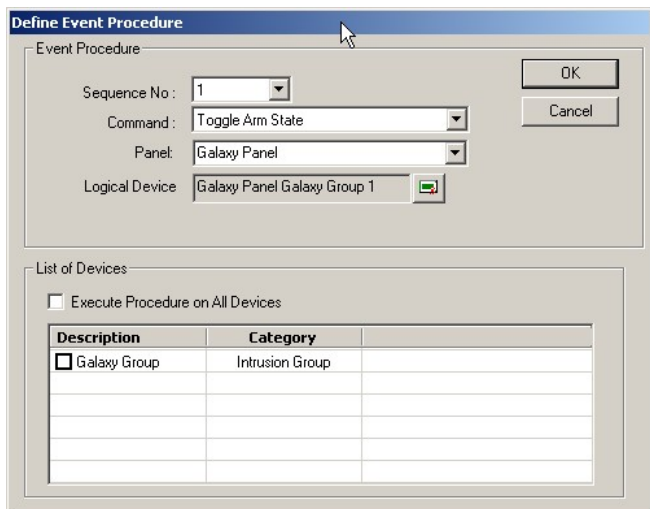 Define Event Procedure
Event Procedure
Sequence No : 1
OK
Command : Toggle Arm State
Cancel
Panel: Galaxy Panel
Logical Device Galaxy Panel Galaxy Group 1
List of Devices
Execute Procedure on All Devices
Description Category
Galaxy Group Intrusion Group